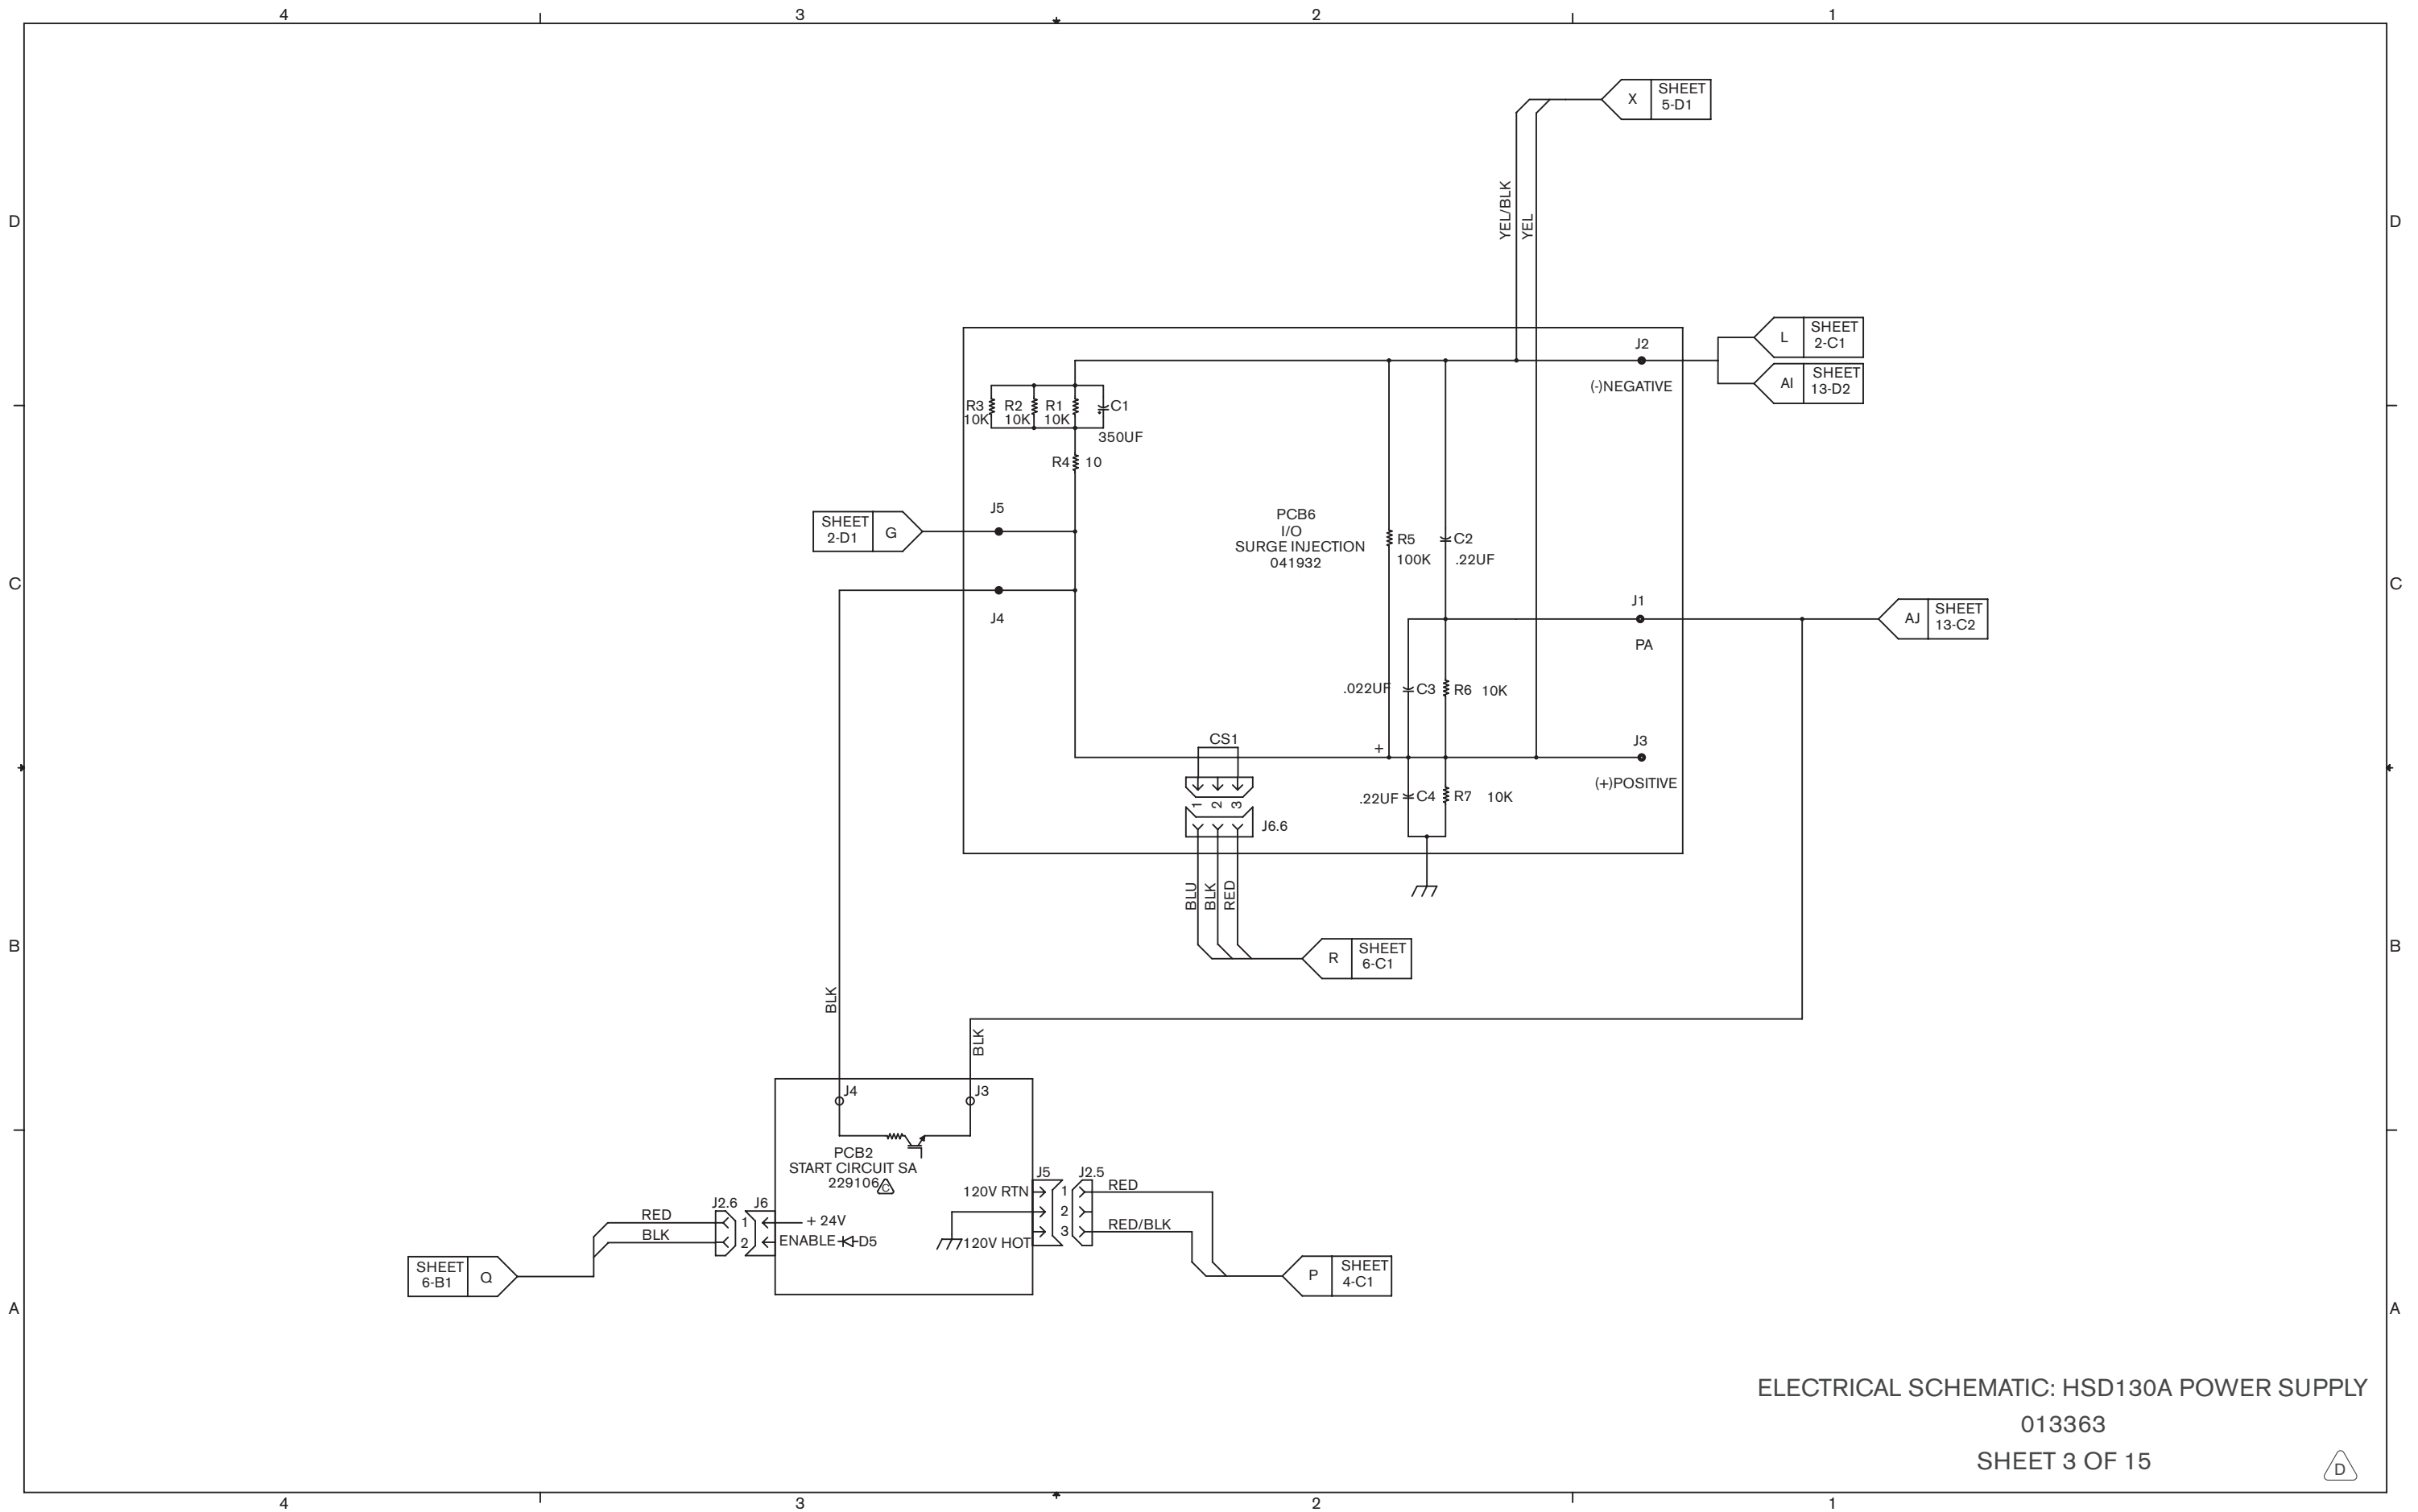 4 3 2 1
X SHEET
5-D1
D D
YEL/BLK
YEL
L SHEET
2-C1
J2
(-)NEGATIVE
AI SHEET
13-D2
R3 R2 R1 C1
10K 10K 10K
350UF
R4 10
J5
SHEET
2-D1 G
PCB6
I/O
SURGE INJECTION
041932
R5 C2
100K .22UF
C C
J4
J1
PA
AJ SHEET
13-C2
.022UF C3 R6 10K
CS1
+
J3
(+)POSITIVE
.22UF C4 R7 10K
1 2 3
J6.6
BLU
BLK
RED
B B
R SHEET
6-C1
BLK
BLK
J4 J3
PCB2
START CIRCUIT SA
229106 C
J5 J2.5
120V RTN 1 RED
2
3 RED/BLK
120V HOT
J2.6 J6
RED 1 + 24V
BLK 2 ENABLE D5
SHEET
6-B1 Q
P SHEET
4-C1
A A
ELECTRICAL SCHEMATIC: HSD130A POWER SUPPLY
013363
SHEET 3 OF 15
D
4 3 2 1